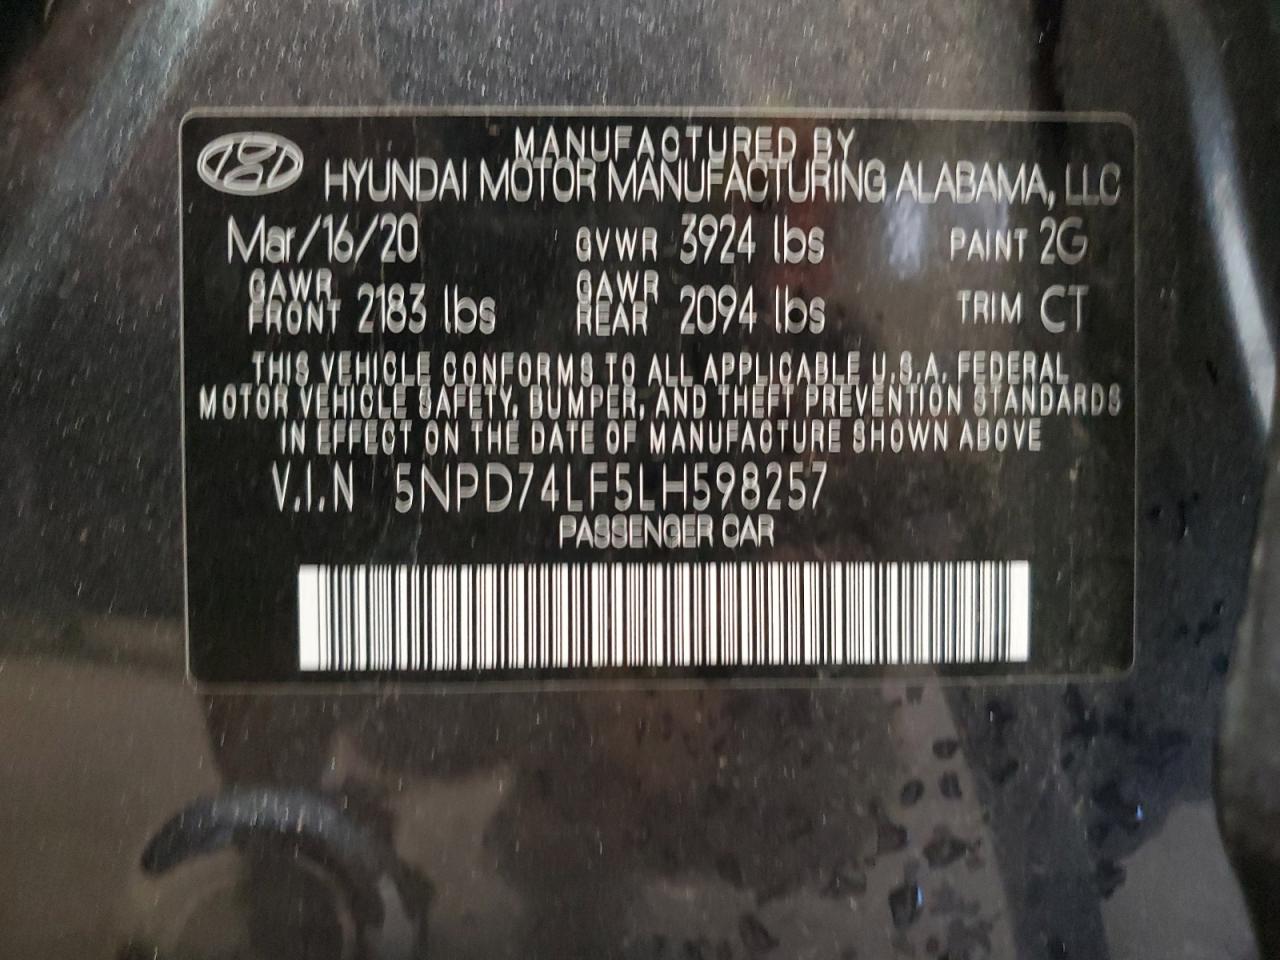 MANUFACTURED BY
HYUNDAI MOTOR MANUFACTURING ALABAMA, LLC
Mar/16/20 GVWR 3924 lbs PAINT 2G
GAWR FRONT 2183 lbs GAWR REAR 2094 lbs TRIM CT
THIS VEHICLE CONFORMS TO ALL APPLICABLE U.S.A. FEDERAL
MOTOR VEHICLE SAFETY, BUMPER, AND THEFT PREVENTION STANDARDS
IN EFFECT ON THE DATE OF MANUFACTURE SHOWN ABOVE
V.I.N 5NPD74LF5LH598257
PASSENGER CAR